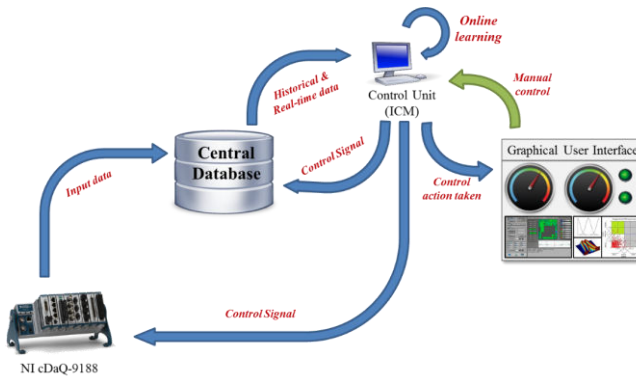 Online
learning
Historical &
Real-time data
Manual
control
Control Unit
(ICM)
Graphical User Interface
Central
Database
Control Signal
Control
action taken
Input data
Control Signal
NI cDaQ-9188